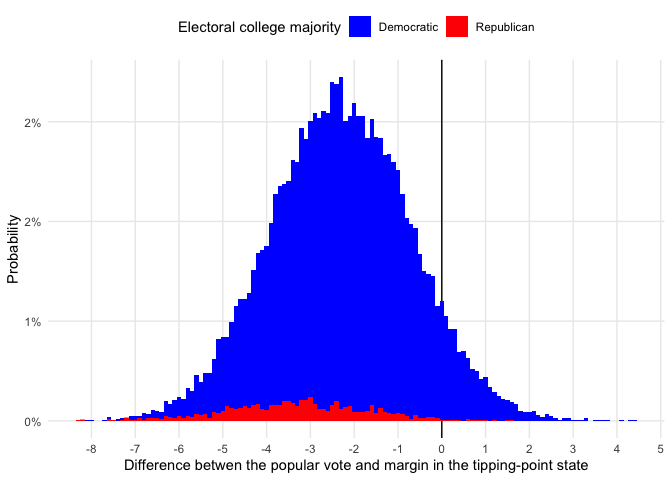 Electoral college majority Democratic Republican
2%
2%
1%
0%
Probability
-8 -7 -6 -5 -4 -3 -2 -1 0 1 2 3 4 5
Difference betwen the popular vote and margin in the tipping-point state